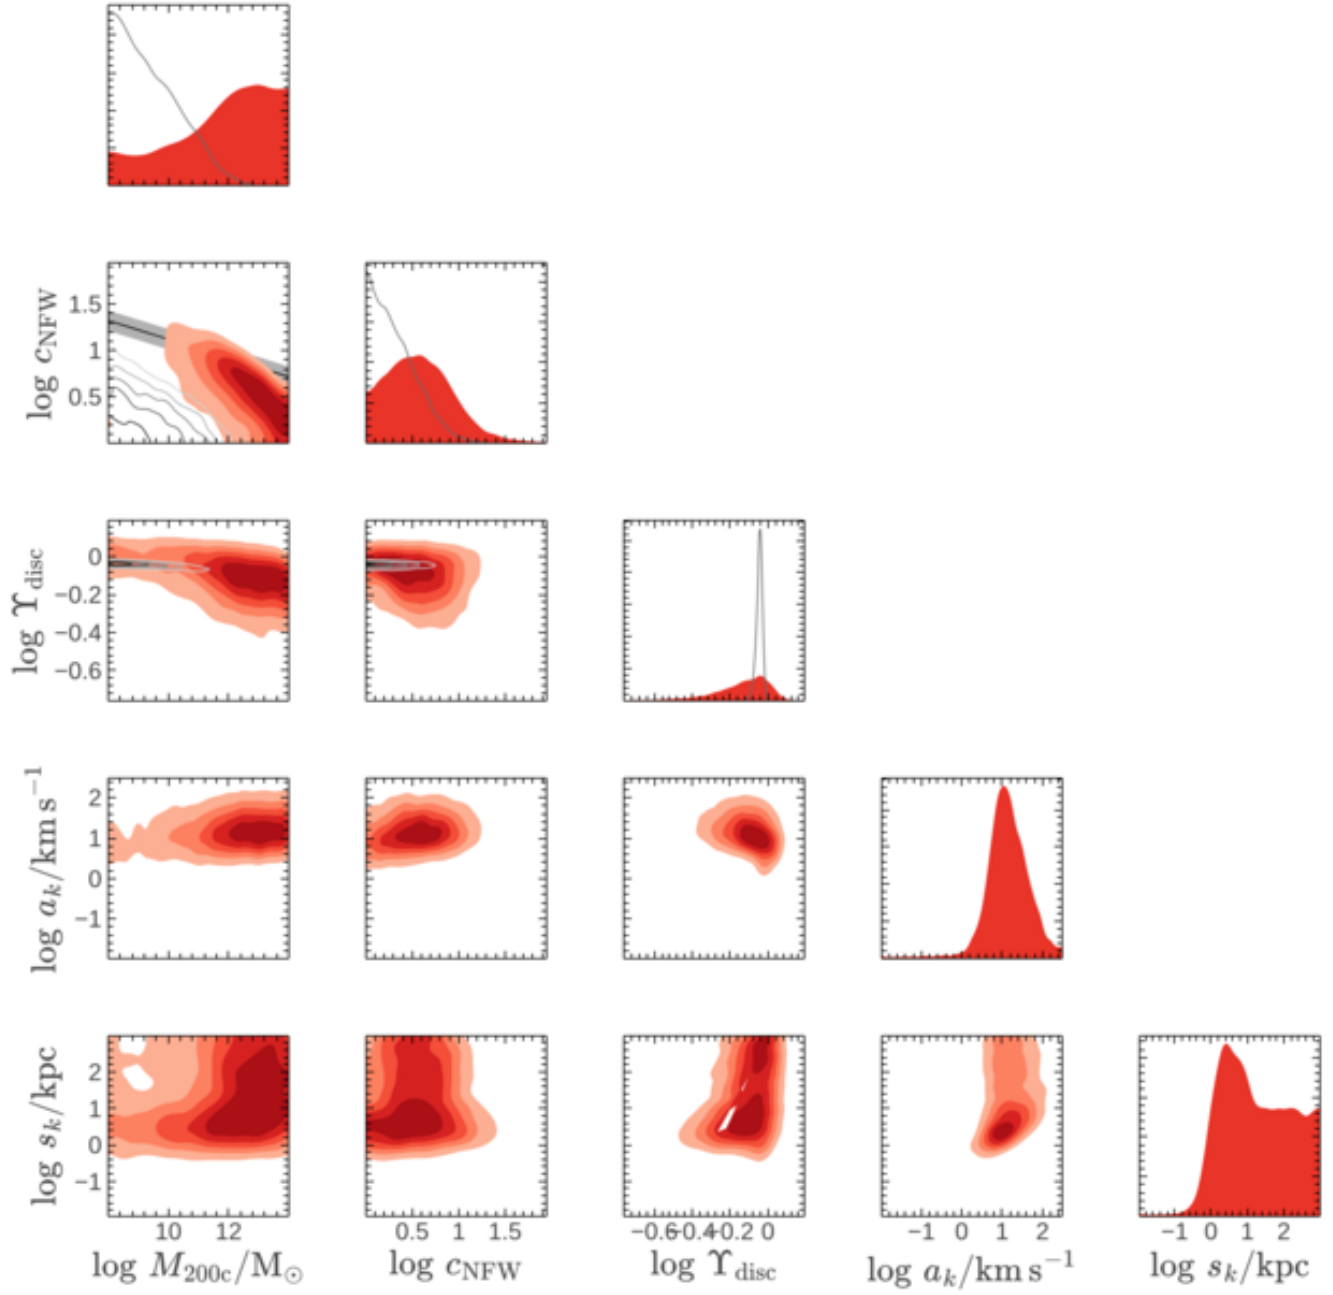 log c_NFW
1.5
1
0.5
log ϒ_disc
0
−0.2
−0.4
−0.6
log a_k/km s^−1
2
1
0
−1
log s_k/kpc
2
1
0
−1
10 12 0.5 1 1.5 −0.6 −0.4 −0.2 0 −1 0 1 2 −1 0 1 2
log M_200c/M_⊙ log c_NFW log ϒ_disc log a_k/km s^−1 log s_k/kpc